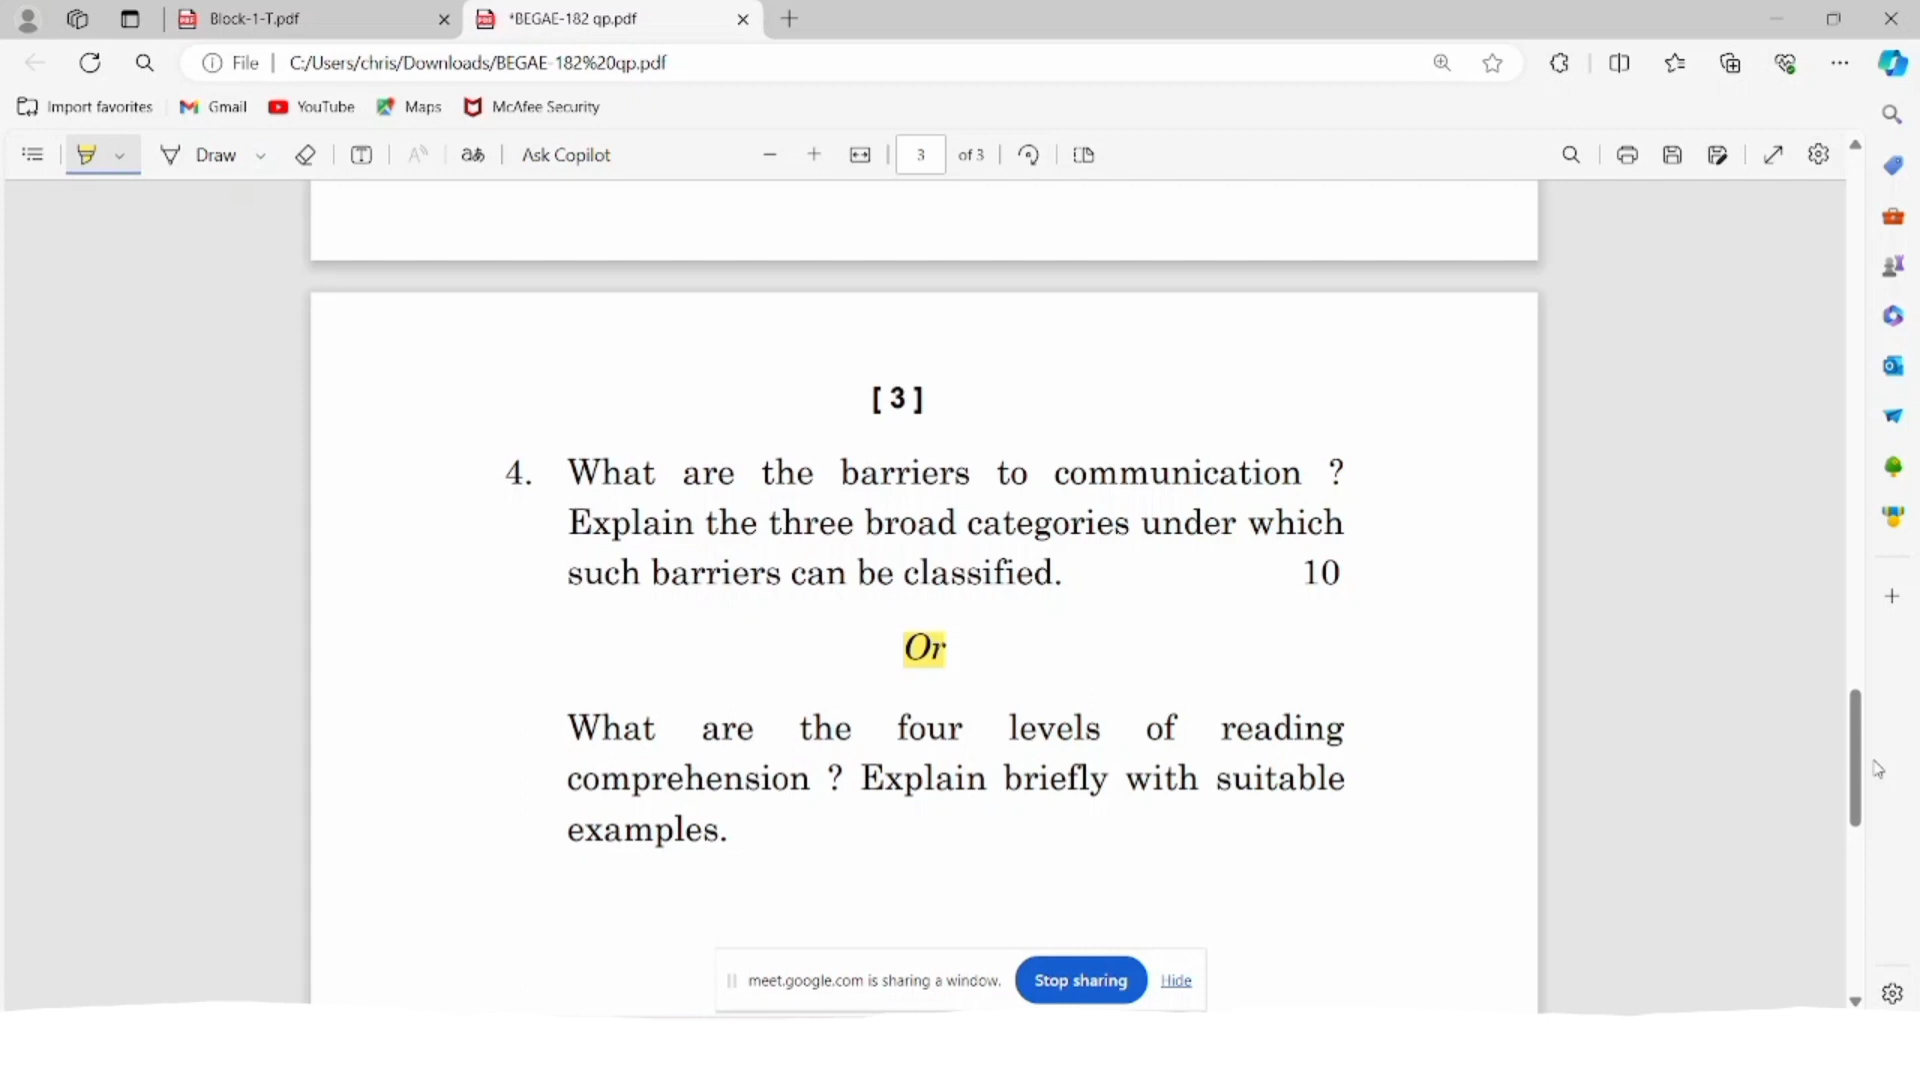 Block-1-T.pdf
*BEGAE-182 qp.pdf
File
C:/Users/chris/Downloads/BEGAE-182%20qp.pdf
Import favorites
Gmail
YouTube
Maps
McAfee Security
Draw
Ask Copilot
3
of 3
[ 3 ]
4. What are the barriers to communication ?
Explain the three broad categories under which
such barriers can be classified. 10
Or
What are the four levels of reading
comprehension ? Explain briefly with suitable
examples.
meet.google.com is sharing a window.
Stop sharing
Hide